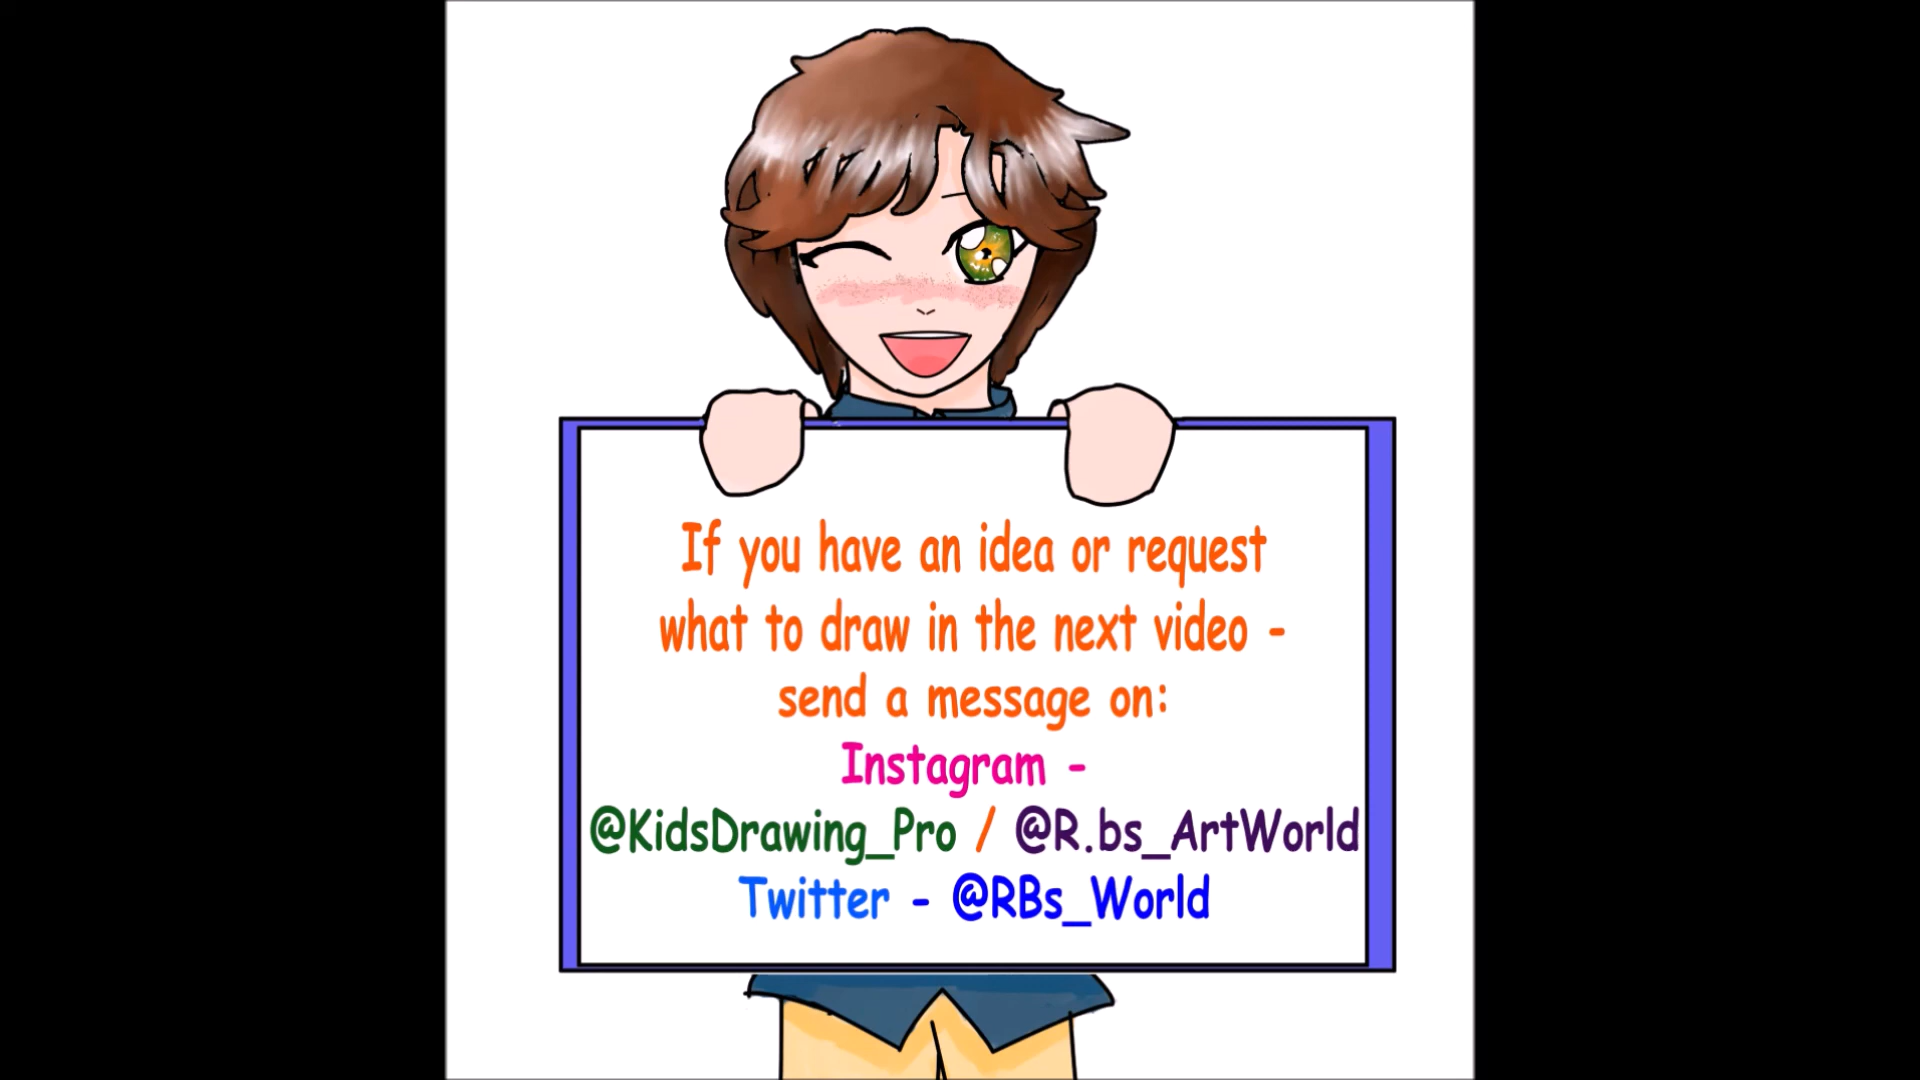 If you have an idea or request
what to draw in the next video -
send a message on:
Instagram -
@KidsDrawing_Pro / @R.bs_ArtWorld
Twitter - @RBs_World